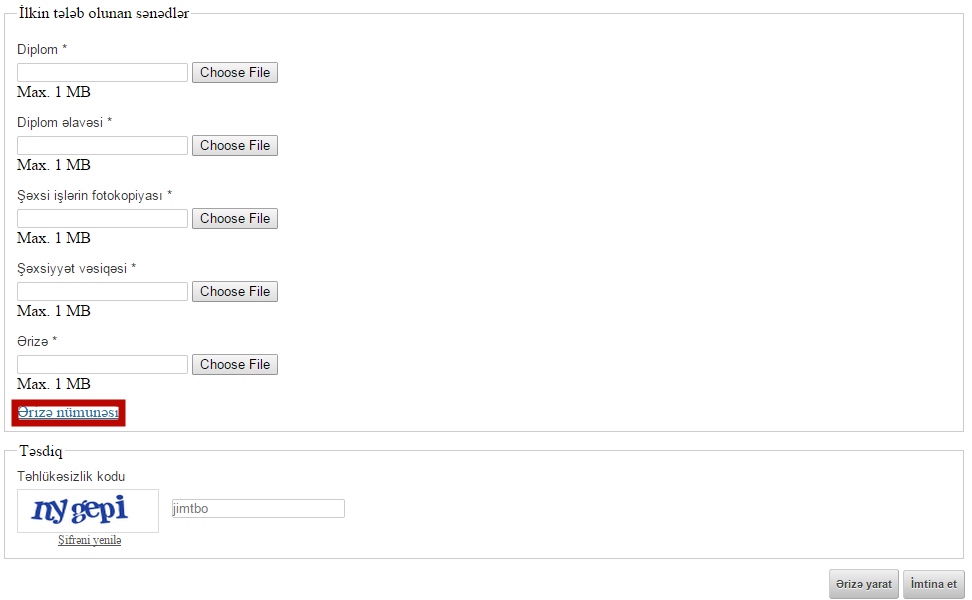 İlkin tələb olunan sənədlər
Diplom *
Choose File
Max. 1 MB
Diplom əlavəsi *
Choose File
Max. 1 MB
Şəxsi işlərin fotokopiyası *
Choose File
Max. 1 MB
Şəxsiyyət vəsiqəsi *
Choose File
Max. 1 MB
Ərizə *
Choose File
Max. 1 MB
Ərizə nümunəsi
Təsdiq
Təhlükəsizlik kodu
nygepi jimtbo
Şifrəni yenilə
Ərizə yarat İmtina et